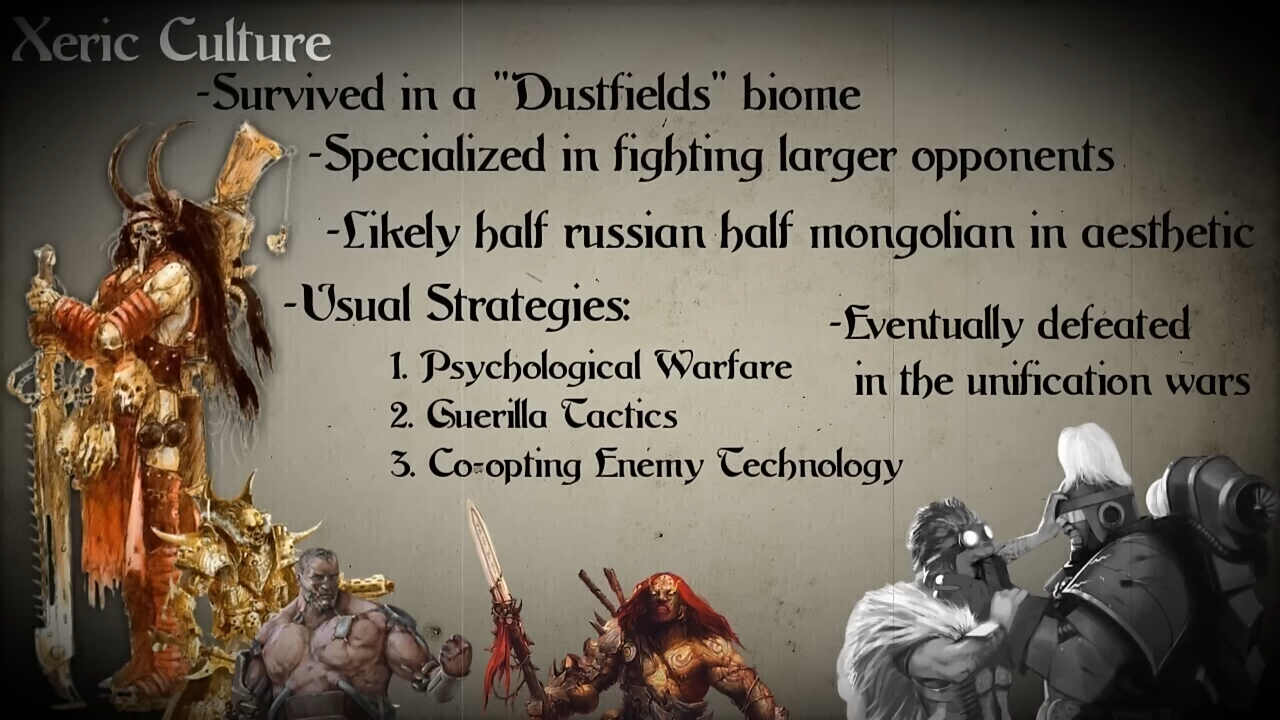 Xeric Culture
-Survived in a "Dustfields" biome
-Specialized in fighting larger opponents
-Likely half russian half mongolian in aesthetic
-Usual Strategies:
1. Psychological Warfare
2. Guerilla Tactics
3. Co-opting Enemy Technology
-Eventually defeated
in the unification wars